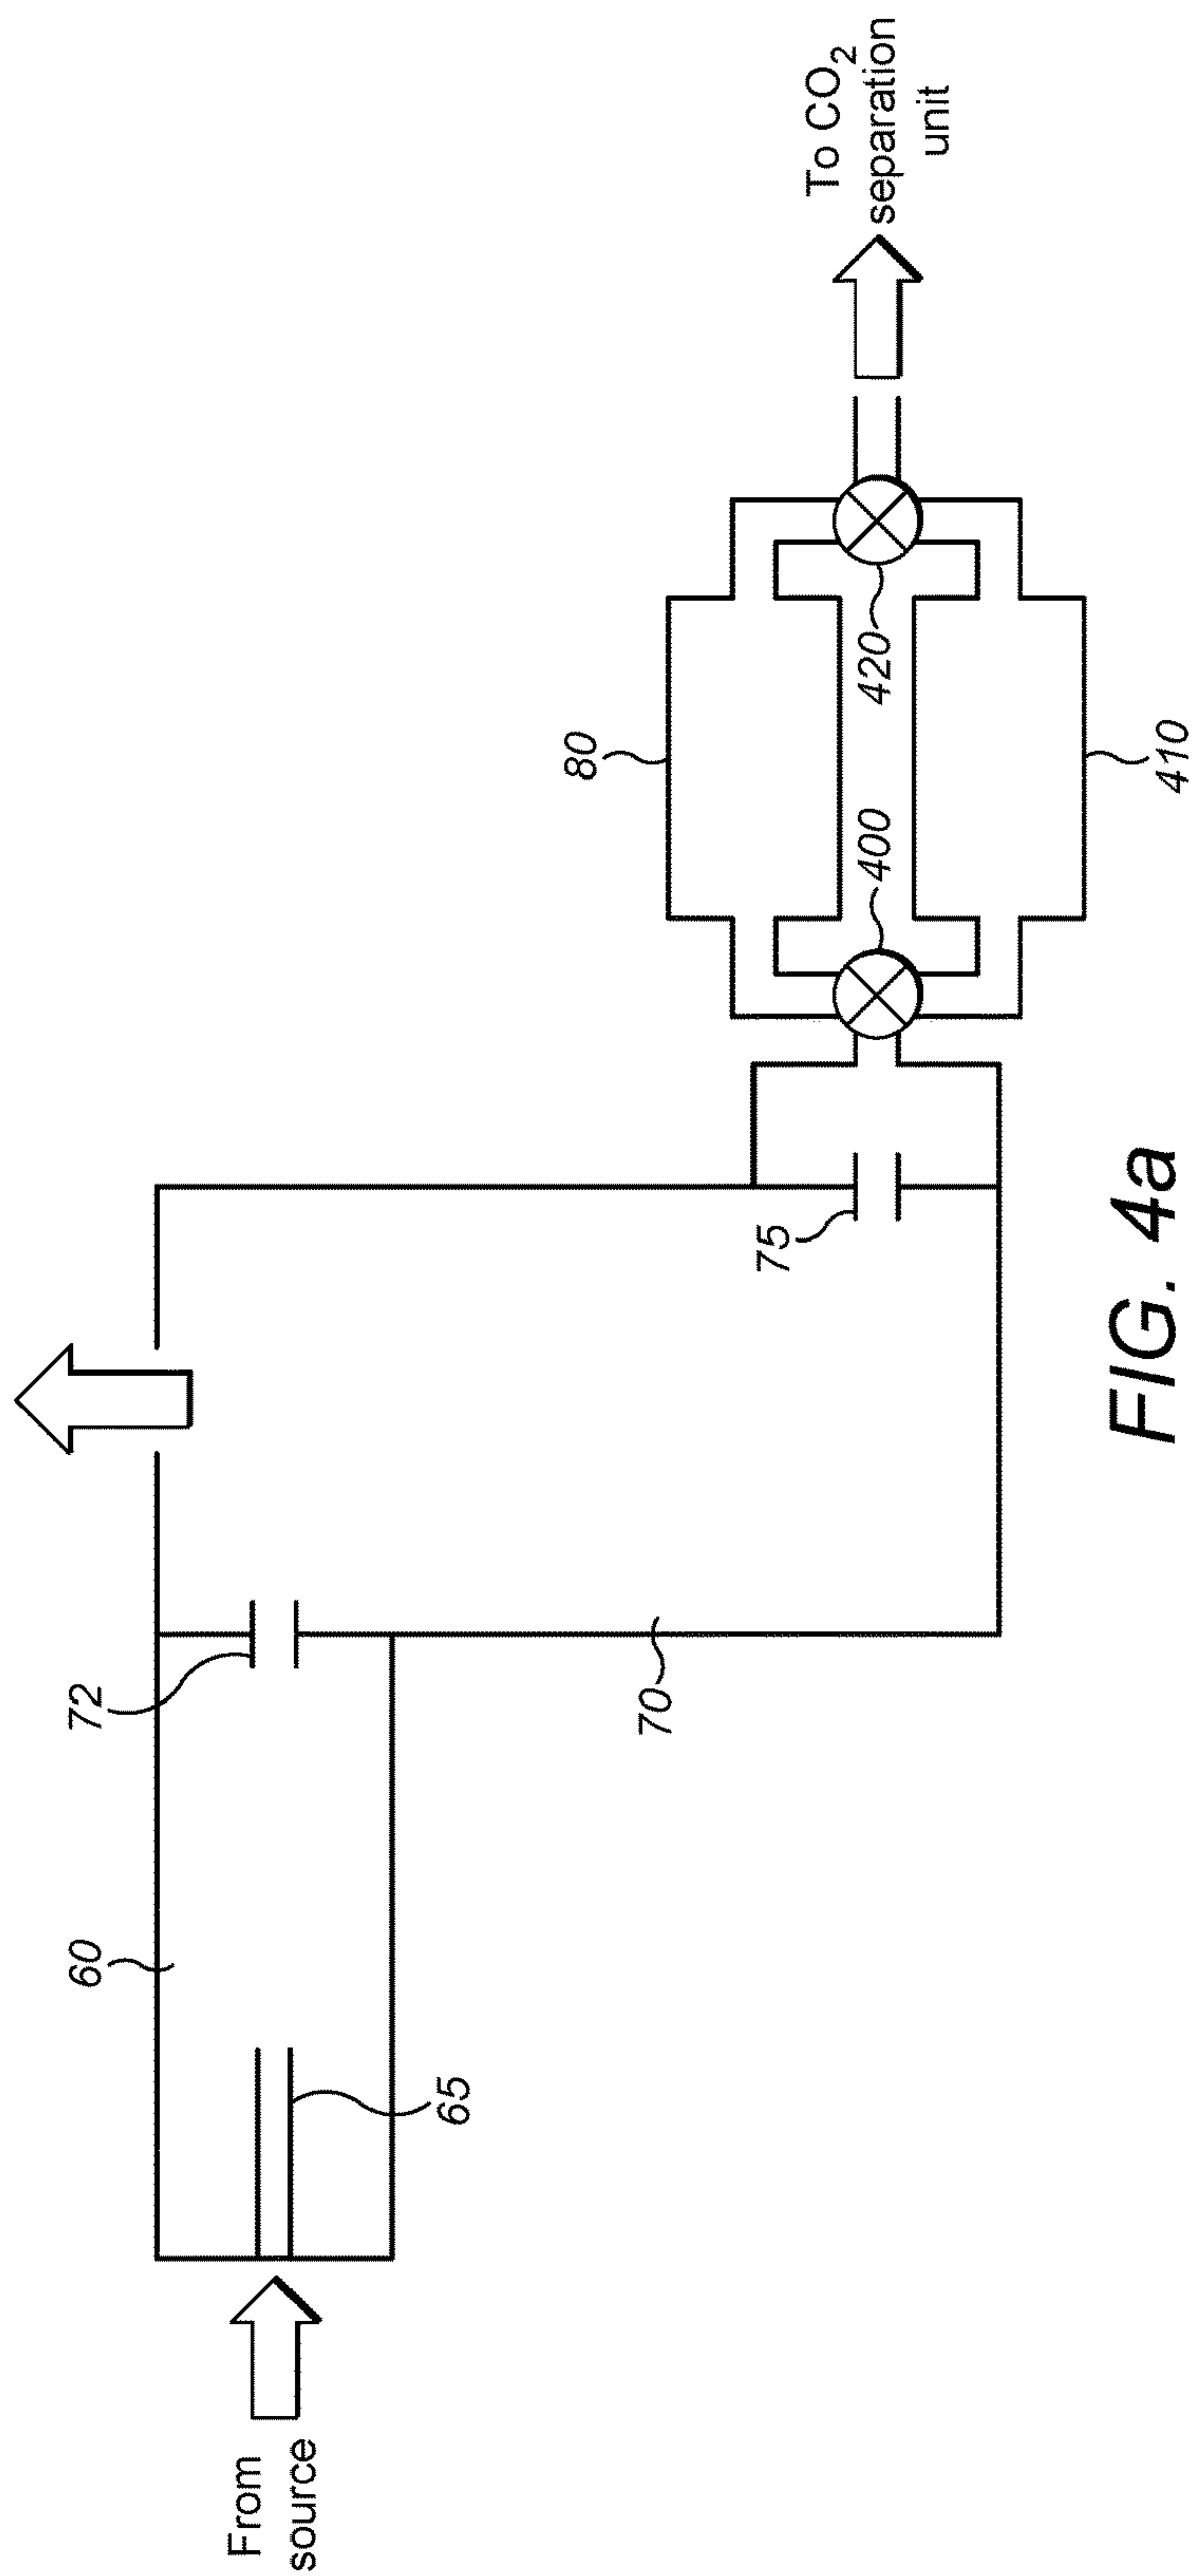 From
source
60
65
72
70
75
80
400
420
410
To CO₂
separation
unit
FIG. 4a